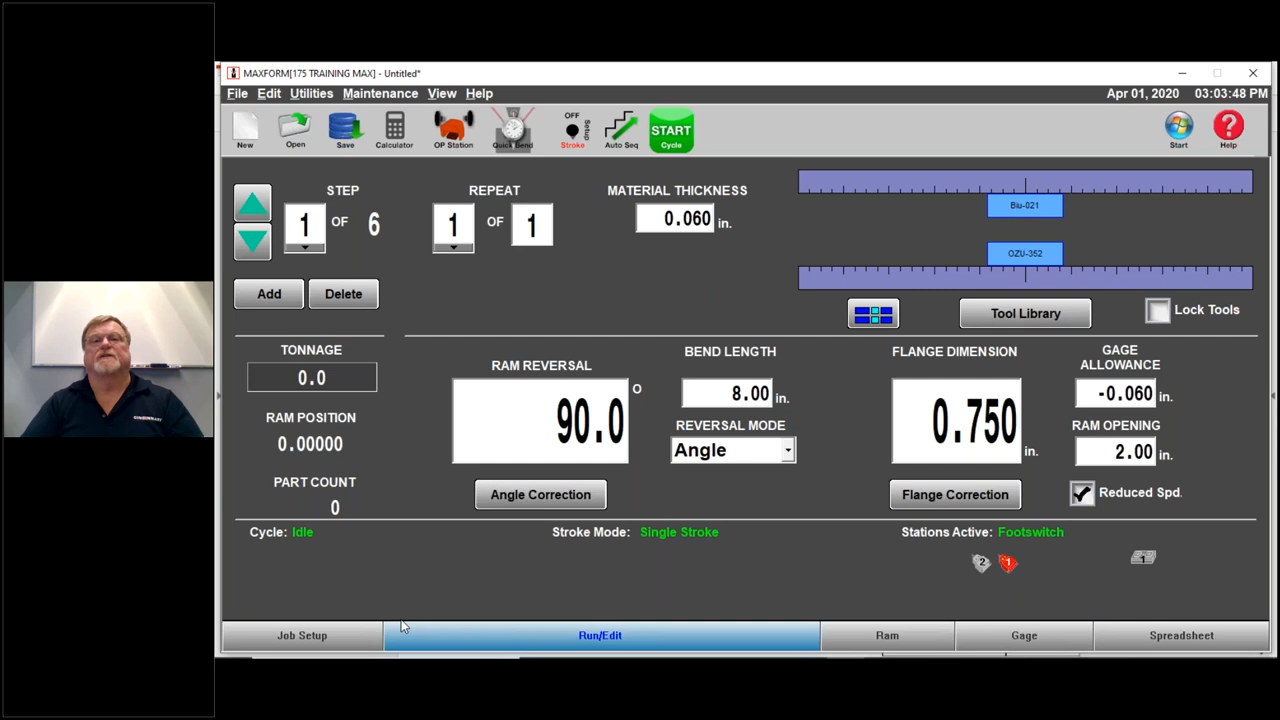 MAXFORM[175 TRAINING MAX] - Untitled*
File Edit Utilities Maintenance View Help
Apr 01, 2020 03:03:48 PM
New
Open
Save
Calculator
OP Station
Quick Bend
OFF
Setup
Stroke
Auto Seq
START
Cycle
Start
Help
STEP
1 OF 6
REPEAT
1 OF 1
MATERIAL THICKNESS
0.060 in.
Biu-021
OZU-352
Add
Delete
Tool Library
Lock Tools
TONNAGE
0.0
RAM POSITION
0.00000
PART COUNT
0
RAM REVERSAL
90.0 O
Angle Correction
BEND LENGTH
8.00 in.
REVERSAL MODE
Angle
FLANGE DIMENSION
0.750 in.
Flange Correction
GAGE
ALLOWANCE
-0.060 in.
RAM OPENING
2.00 in.
Reduced Spd.
Cycle: Idle
Stroke Mode: Single Stroke
Stations Active: Footswitch
2
1
1
Job Setup
Run/Edit
Ram
Gage
Spreadsheet